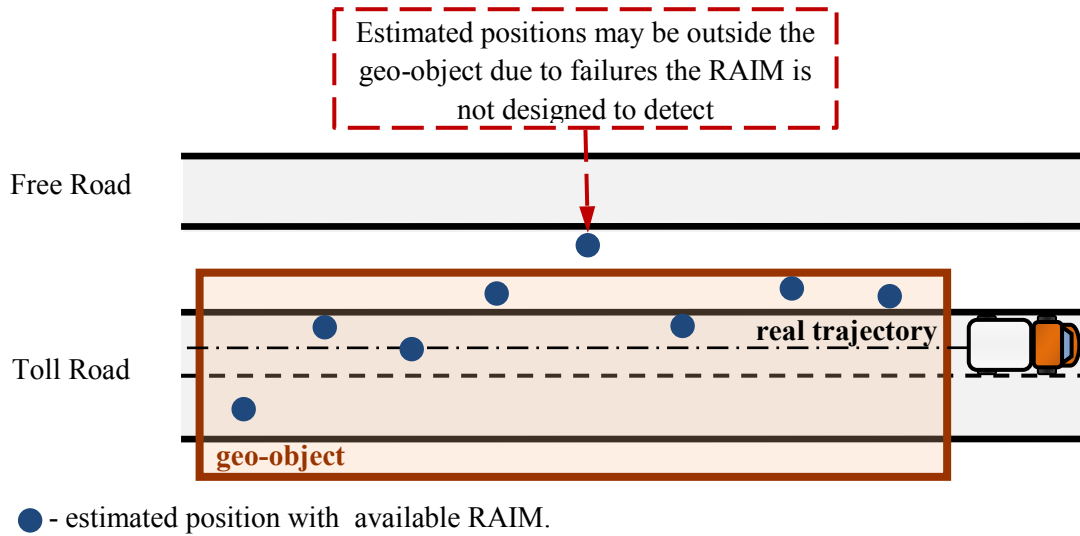 Estimated positions may be outside the
geo-object due to failures the RAIM is
not designed to detect
Free Road
real trajectory
Toll Road
geo-object
- estimated position with available RAIM.